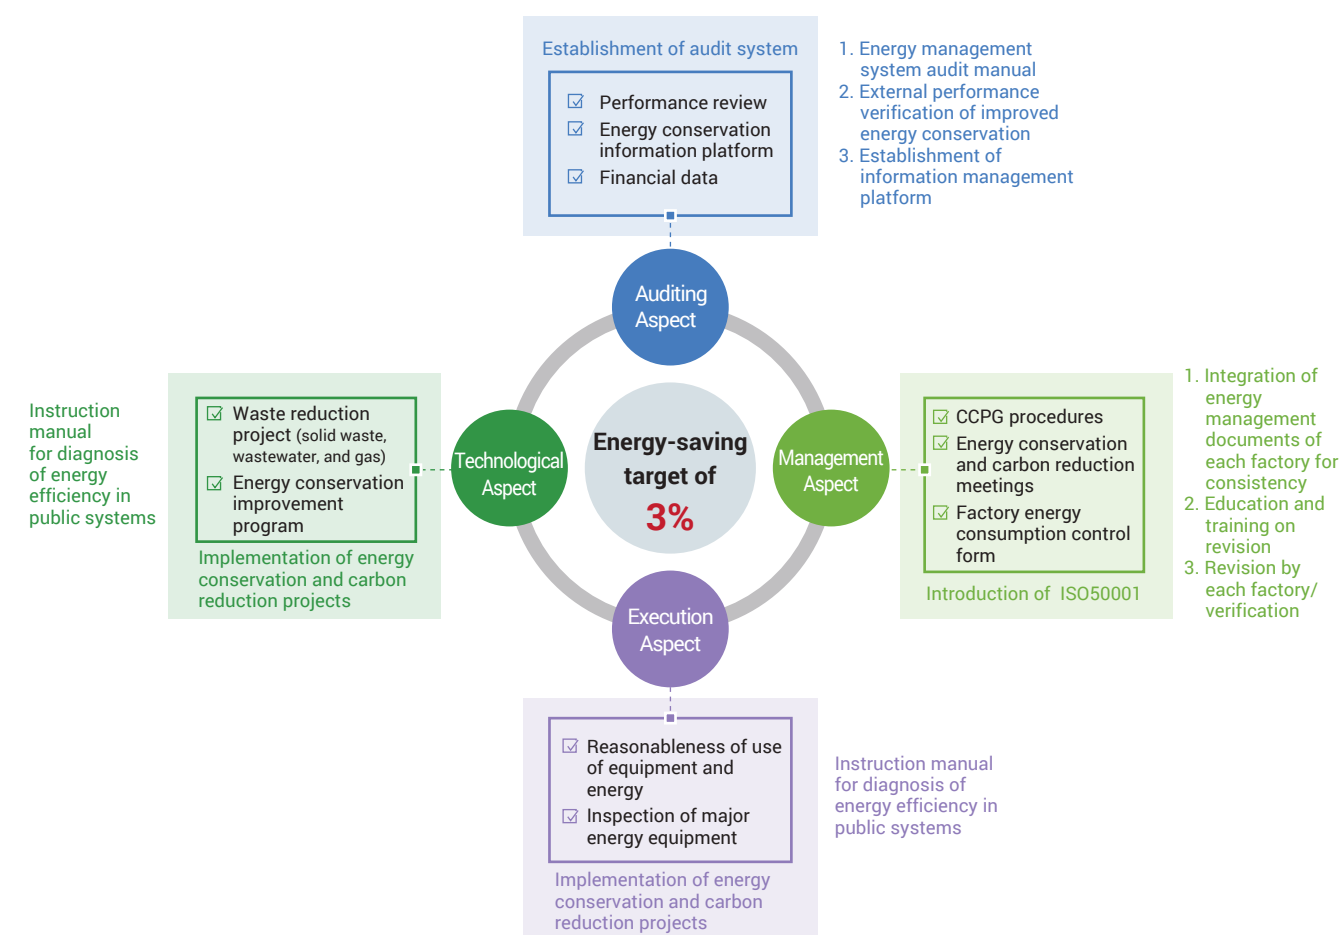 Establishment of audit system
Performance review
Energy conservation
information platform
Financial data
1. Energy management
system audit manual
2. External performance
verification of improved
energy conservation
3. Establishment of
information management
platform
Auditing
Aspect
Instruction
manual
for diagnosis
of energy
efficiency in
public systems
Waste reduction
project (solid waste,
wastewater, and gas)
Energy conservation
improvement
program
Implementation of energy
conservation and carbon
reduction projects
Technological
Aspect
Energy-saving
target of
3%
Management
Aspect
CCPG procedures
Energy conservation
and carbon reduction
meetings
Factory energy
consumption control
form
Introduction of ISO50001
1. Integration of
energy
management
documents of
each factory for
consistency
2. Education and
training on
revision
3. Revision by
each factory/
verification
Execution
Aspect
Reasonableness of use
of equipment and
energy
Inspection of major
energy equipment
Implementation of energy
conservation and carbon
reduction projects
Instruction manual
for diagnosis of
energy efficiency in
public systems